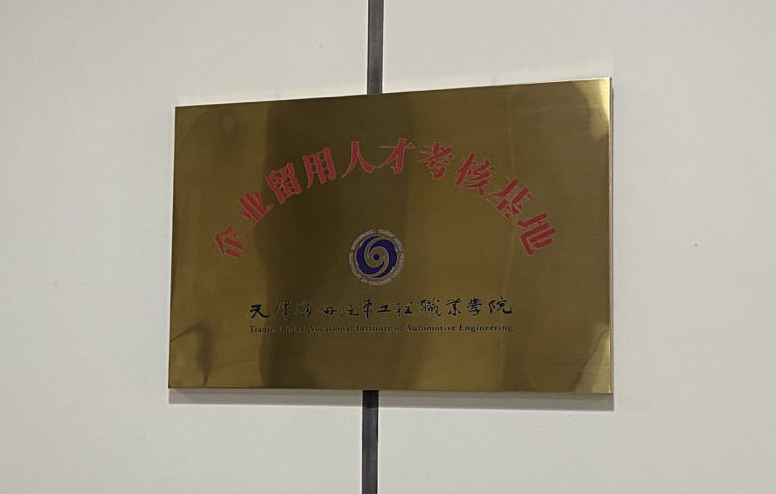 企业留用人才考核基地
天津滨海汽车工程职业学院
Tianjin Binhai Vocational Institute of Automotive Engineering